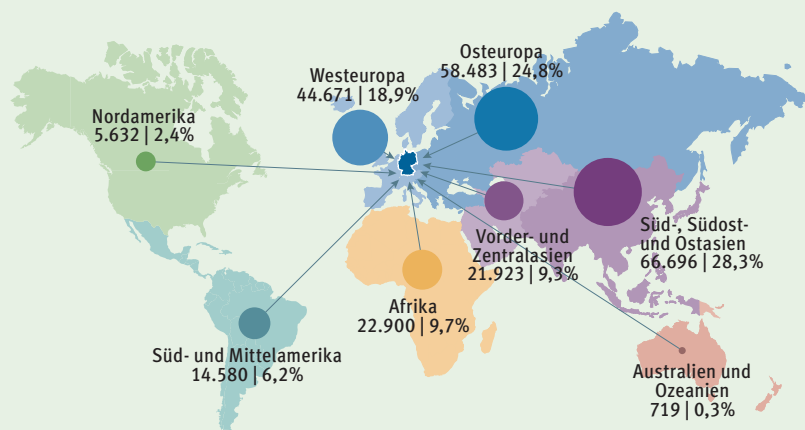 Osteuropa
58.483 | 24,8%
Westeuropa
44.671 | 18,9%
Nordamerika
5.632 | 2,4%
Süd-, Südost-
und Ostasien
66.696 | 28,3%
Vorder- und
Zentralasien
21.923 | 9,3%
Afrika
22.900 | 9,7%
Süd- und Mittelamerika
14.580 | 6,2%
Australien und
Ozeanien
719 | 0,3%